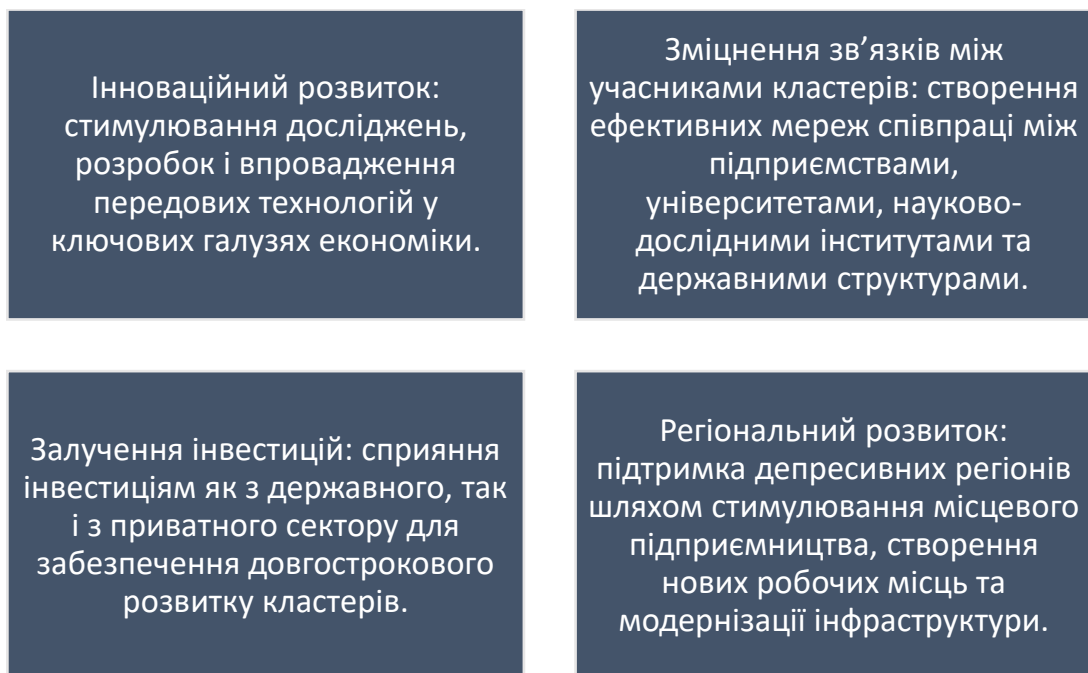 Інноваційний розвиток:
стимулювання досліджень,
розробок і впровадження
передових технологій у
ключових галузях економіки.
Зміцнення зв’язків між
учасниками кластерів: створення
ефективних мереж співпраці між
підприємствами,
університетами, науково-
дослідними інститутами та
державними структурами.
Залучення інвестицій: сприяння
інвестиціям як з державного, так
і з приватного сектору для
забезпечення довгострокового
розвитку кластерів.
Регіональний розвиток:
підтримка депресивних регіонів
шляхом стимулювання місцевого
підприємництва, створення
нових робочих місць та
модернізації інфраструктури.